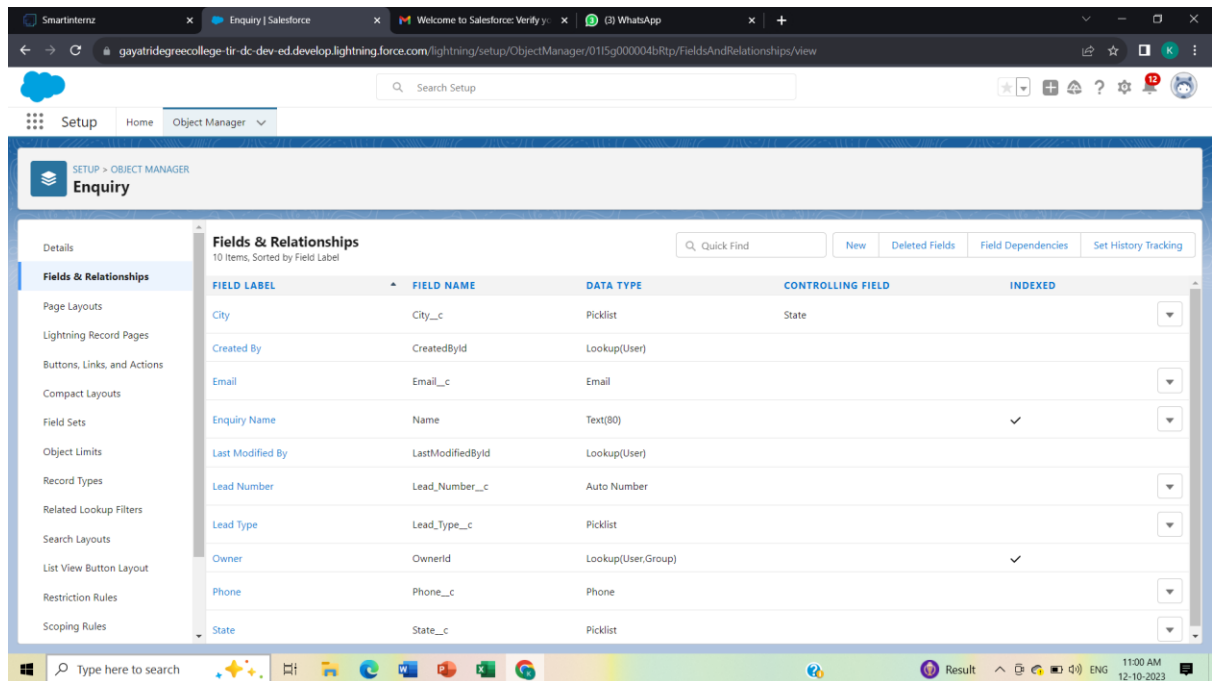 Smartinternz
Enquiry | Salesforce
Welcome to Salesforce: Verify yo
(3) WhatsApp
gayatridegreecollege-tir-dc-dev-ed.develop.lightning.force.com/lightning/setup/ObjectManager/01I5g000004bRtp/FieldsAndRelationships/view
K
Search Setup
12
Setup Home Object Manager
SETUP > OBJECT MANAGER
Enquiry
Details
Fields & Relationships
Page Layouts
Lightning Record Pages
Buttons, Links, and Actions
Compact Layouts
Field Sets
Object Limits
Record Types
Related Lookup Filters
Search Layouts
List View Button Layout
Restriction Rules
Scoping Rules
Fields & Relationships
10 Items, Sorted by Field Label
Quick Find New Deleted Fields Field Dependencies Set History Tracking
FIELD LABEL FIELD NAME DATA TYPE CONTROLLING FIELD INDEXED
City City__c Picklist State
Created By CreatedById Lookup(User)
Email Email__c Email
Enquiry Name Name Text(80)
Last Modified By LastModifiedById Lookup(User)
Lead Number Lead_Number__c Auto Number
Lead Type Lead_Type__c Picklist
Owner OwnerId Lookup(User,Group)
Phone Phone__c Phone
State State__c Picklist
Type here to search
Result
ENG
11:00 AM
12-10-2023